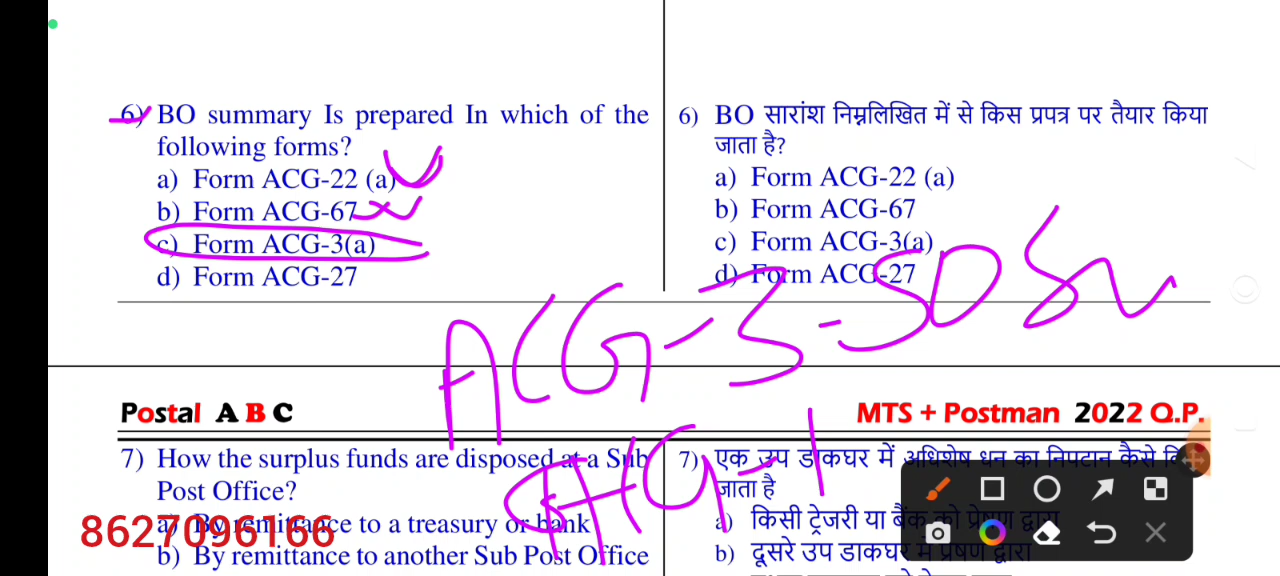 6) BO summary Is prepared In which of the
following forms?
a) Form ACG-22 (a)
b) Form ACG-67
c) Form ACG-3(a)
d) Form ACG-27
6) BO सारांश निम्नलिखित में से किस प्रपत्र पर तैयार किया
जाता है?
a) Form ACG-22 (a)
b) Form ACG-67
c) Form ACG-3(a)
d) Form ACG-27
ACG-3-SO
Postal A B C
MTS + Postman 2022 Q.P.
7) How the surplus funds are disposed at a Sub
Post Office?
a) By remittance to a treasury or bank
b) By remittance to another Sub Post Office
8627096166
7) एक उप डाकघर में अधिशेष धन का निपटान कैसे
जाता है
a) किसी ट्रेजरी या बैंक को प्रेषण द्वारा
b) दूसरे उप डाकघर में प्रेषण द्वारा